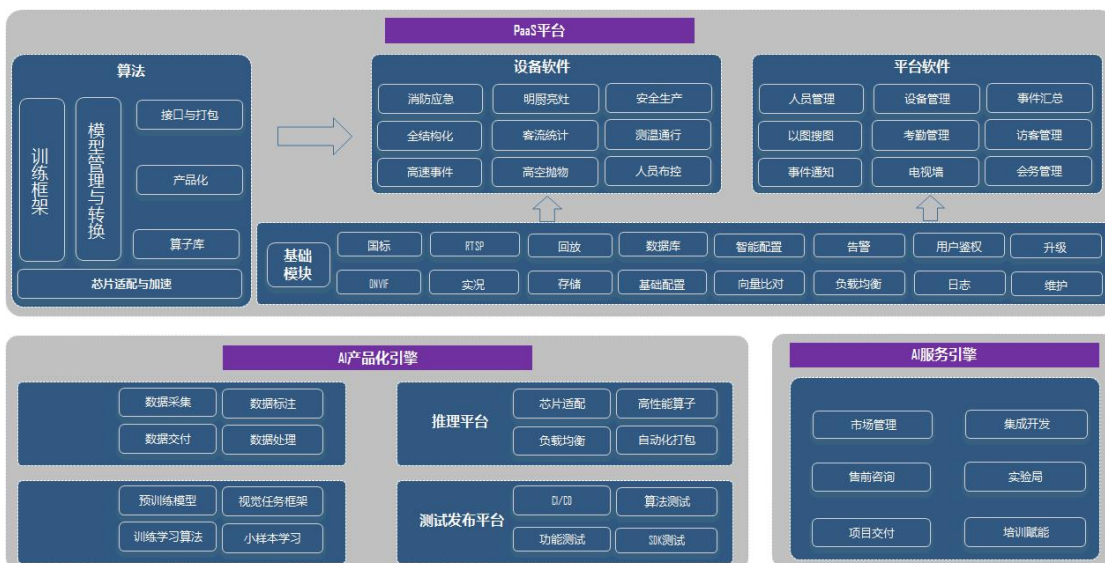 PaaS平台
算法
训练框架
模型管理与转换
接口与打包
产品化
算子库
芯片适配与加速
设备软件
消防应急 明厨亮灶 安全生产
全结构化 客流统计 测温通行
高速事件 高空抛物 人员布控
平台软件
人员管理 设备管理 事件汇总
以图搜图 考勤管理 访客管理
事件通知 电视墙 会务管理
基础
模块
国标 RTSP 回放 数据库 智能配置 告警 用户鉴权 升级
ONVIF 实况 存储 基础配置 向量比对 负载均衡 日志 维护
AI产品化引擎
数据采集 数据标注
数据交付 数据处理
推理平台
芯片适配 高性能算子
负载均衡 自动化打包
预训练模型 视觉任务框架
训练学习算法 小样本学习
测试发布平台
CI/CD 算法测试
功能测试 SDK测试
AI服务引擎
市场管理 集成开发
售前咨询 实验局
项目交付 培训赋能